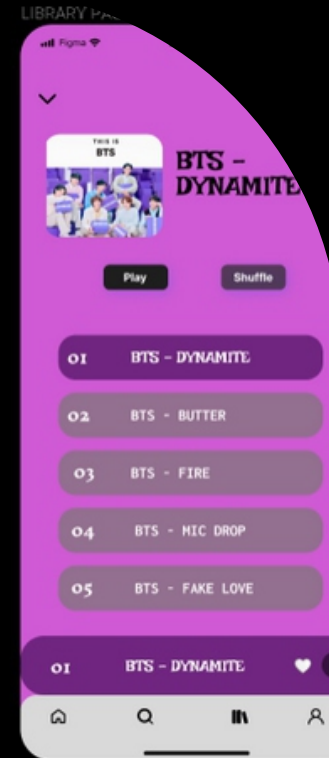 LIBRARY
Figma
THIS IS
BTS
BTS –
DYNAMITE
Play
Shuffle
01 BTS – DYNAMITE
02 BTS - BUTTER
03 BTS - FIRE
04 BTS - MIC DROP
05 BTS - FAKE LOVE
01 BTS – DYNAMITE